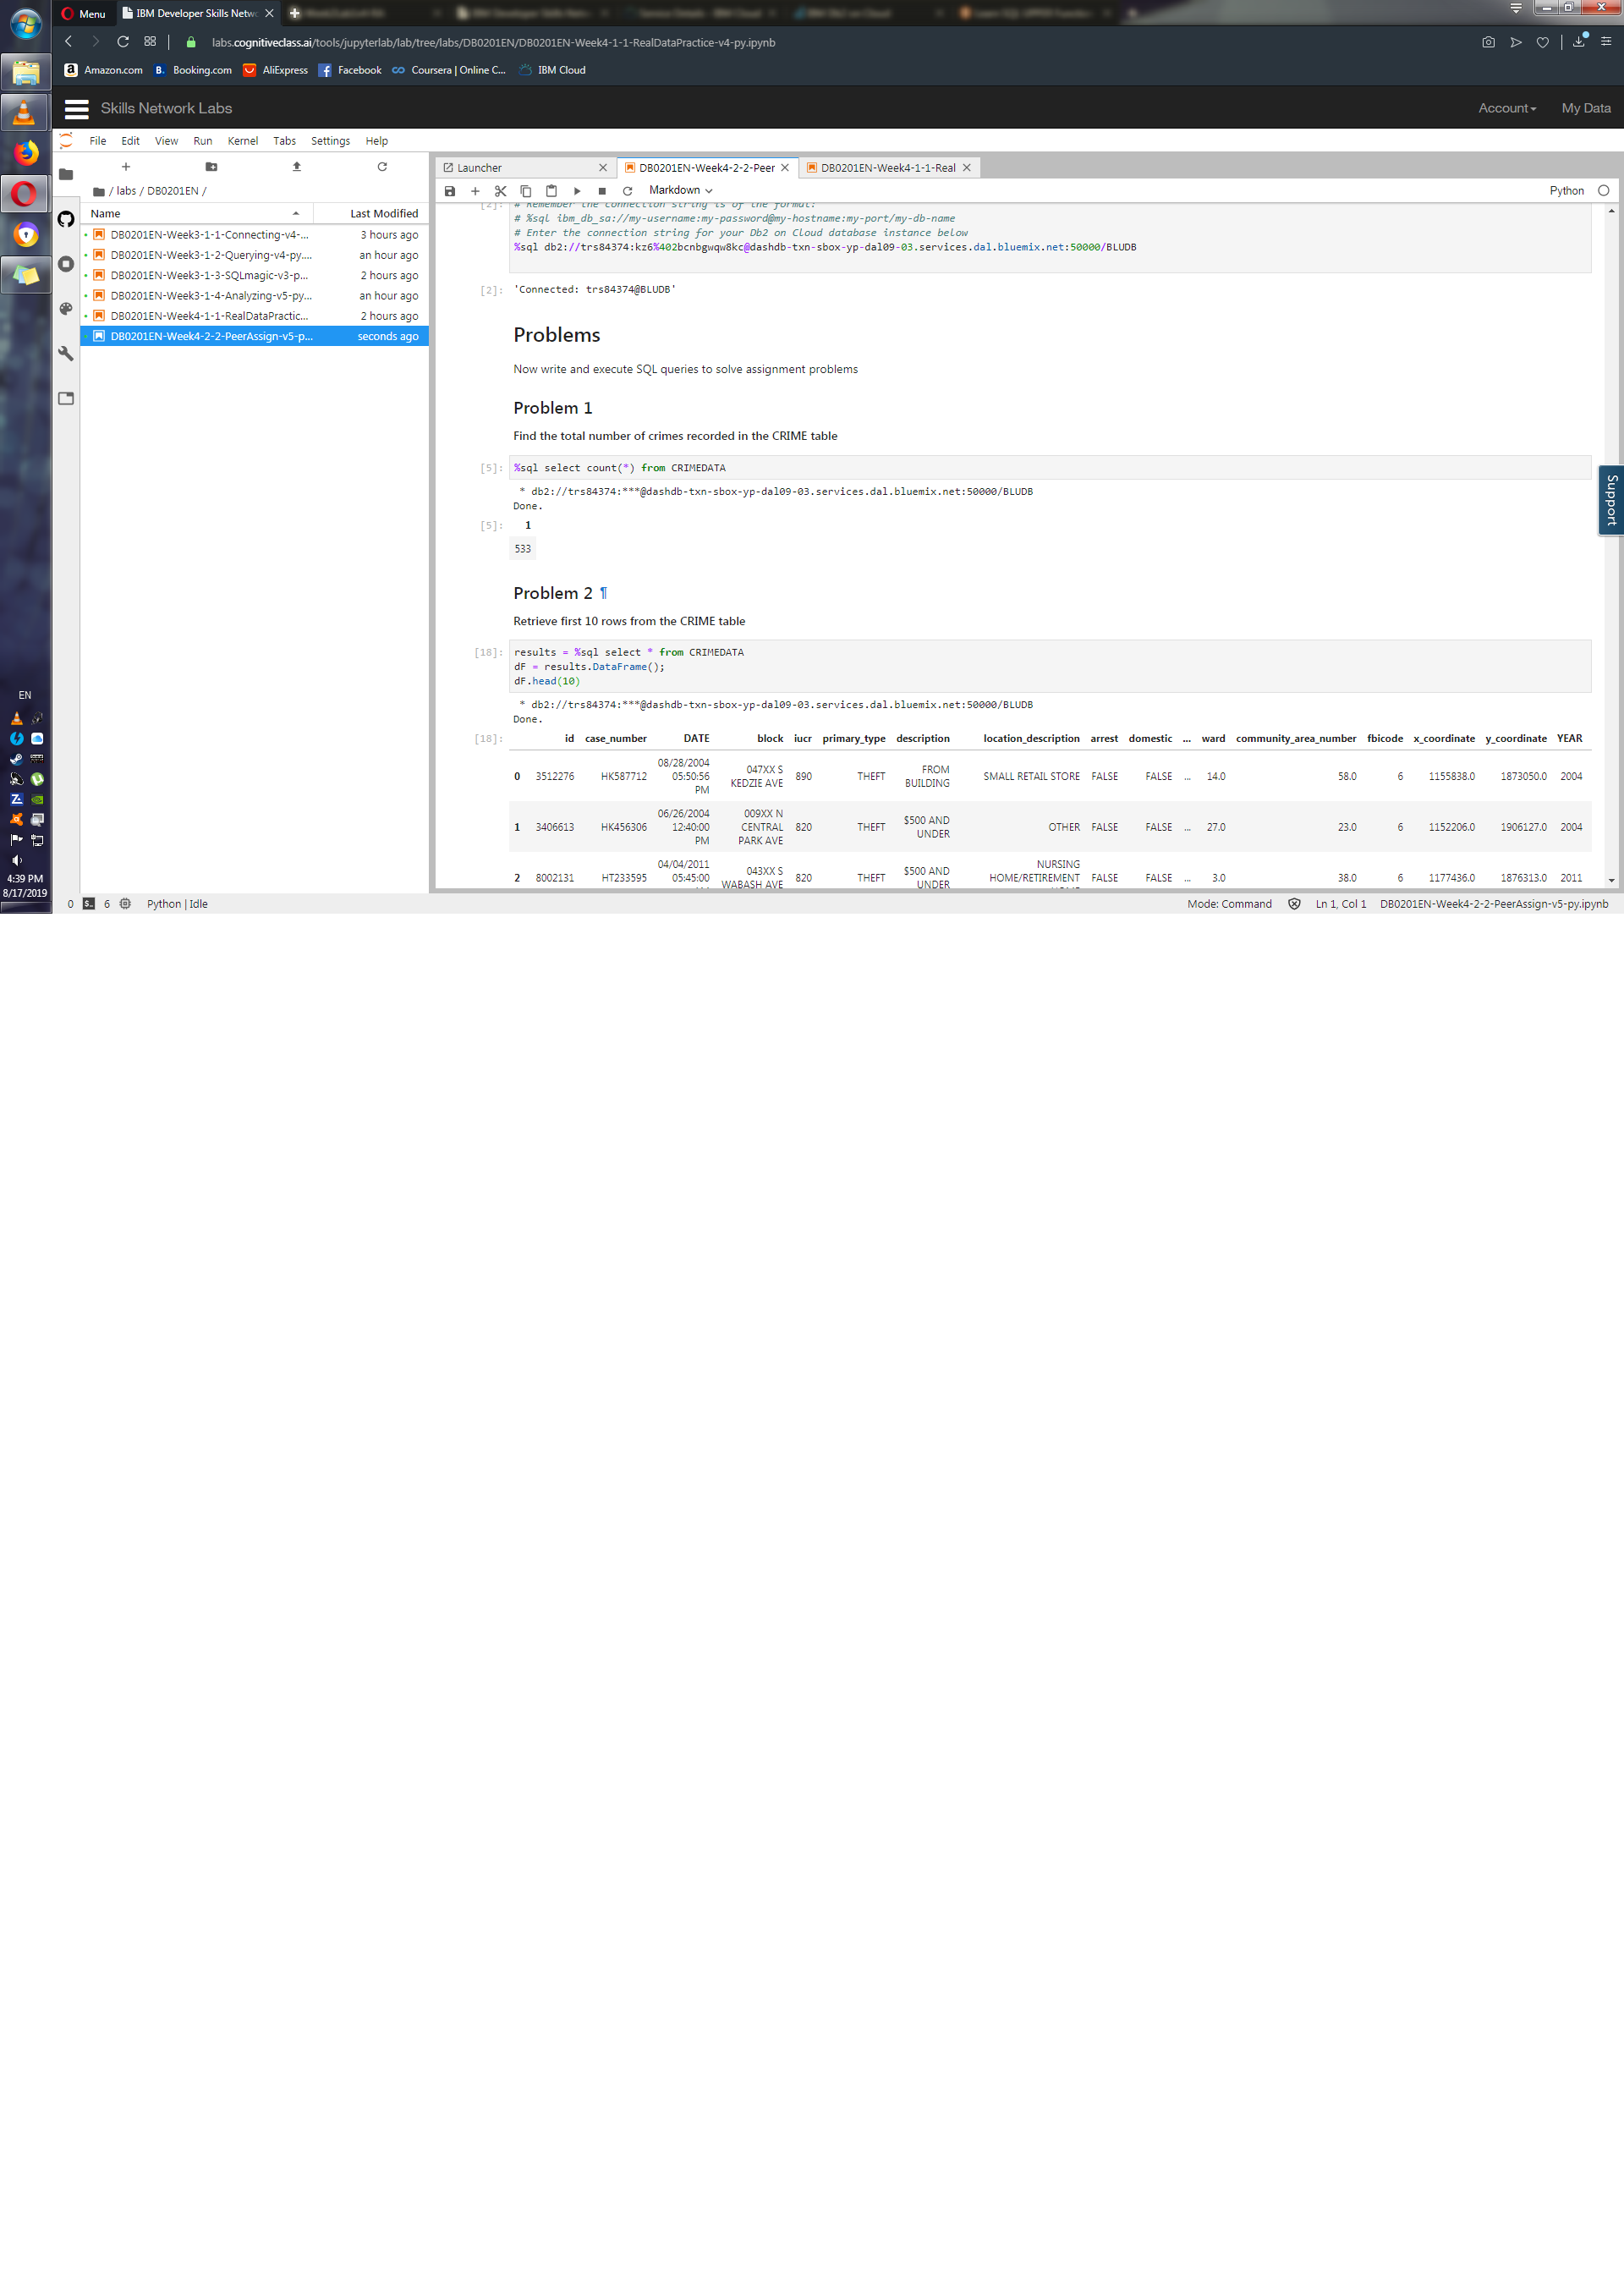 Menu
IBM Developer Skills Netwo
labs.cognitiveclass.ai/tools/jupyterlab/lab/tree/labs/DB0201EN/DB0201EN-Week4-1-1-RealDataPractice-v4-py.ipynb
Amazon.com B. Booking.com AliExpress Facebook Coursera | Online C... IBM Cloud
Skills Network Labs Account My Data
File Edit View Run Kernel Tabs Settings Help
/ labs / DB0201EN /
Name Last Modified
DB0201EN-Week3-1-1-Connecting-v4-... 3 hours ago
DB0201EN-Week3-1-2-Querying-v4-py.... an hour ago
DB0201EN-Week3-1-3-SQLmagic-v3-p... 2 hours ago
DB0201EN-Week3-1-4-Analyzing-v5-py... an hour ago
DB0201EN-Week4-1-1-RealDataPractic... 2 hours ago
DB0201EN-Week4-2-2-PeerAssign-v5-p... seconds ago
Launcher DB0201EN-Week4-2-2-Peer DB0201EN-Week4-1-1-Real
Markdown Python
[2]: # Remember the connection string is of the format:
# %sql ibm_db_sa://my-username:my-password@my-hostname:my-port/my-db-name
# Enter the connection string for your Db2 on Cloud database instance below
%sql db2://trs84374:kz6%402bcnbgwqw8kc@dashdb-txn-sbox-yp-dal09-03.services.dal.bluemix.net:50000/BLUDB
[2]: 'Connected: trs84374@BLUDB'
Problems
Now write and execute SQL queries to solve assignment problems
Problem 1
Find the total number of crimes recorded in the CRIME table
[5]: %sql select count(*) from CRIMEDATA
* db2://trs84374:***@dashdb-txn-sbox-yp-dal09-03.services.dal.bluemix.net:50000/BLUDB
Done.
[5]: 1
533
Problem 2 ¶
Retrieve first 10 rows from the CRIME table
[18]: results = %sql select * from CRIMEDATA
dF = results.DataFrame();
dF.head(10)
* db2://trs84374:***@dashdb-txn-sbox-yp-dal09-03.services.dal.bluemix.net:50000/BLUDB
Done.
[18]: id case_number DATE block iucr primary_type description location_description arrest domestic ... ward community_area_number fbicode x_coordinate y_coordinate YEAR
0 3512276 HK587712 08/28/2004 05:50:56 PM 047XX S KEDZIE AVE 890 THEFT FROM BUILDING SMALL RETAIL STORE FALSE FALSE ... 14.0 58.0 6 1155838.0 1873050.0 2004
1 3406613 HK456306 06/26/2004 12:40:00 PM 009XX N CENTRAL PARK AVE 820 THEFT $500 AND UNDER OTHER FALSE FALSE ... 27.0 23.0 6 1152206.0 1906127.0 2004
2 8002131 HT233595 04/04/2011 05:45:00 043XX S WABASH AVE 820 THEFT $500 AND UNDER NURSING HOME/RETIREMENT FALSE FALSE ... 3.0 38.0 6 1177436.0 1876313.0 2011
Support
EN
4:39 PM
8/17/2019
0 6 Python | Idle Mode: Command Ln 1, Col 1 DB0201EN-Week4-2-2-PeerAssign-v5-py.ipynb